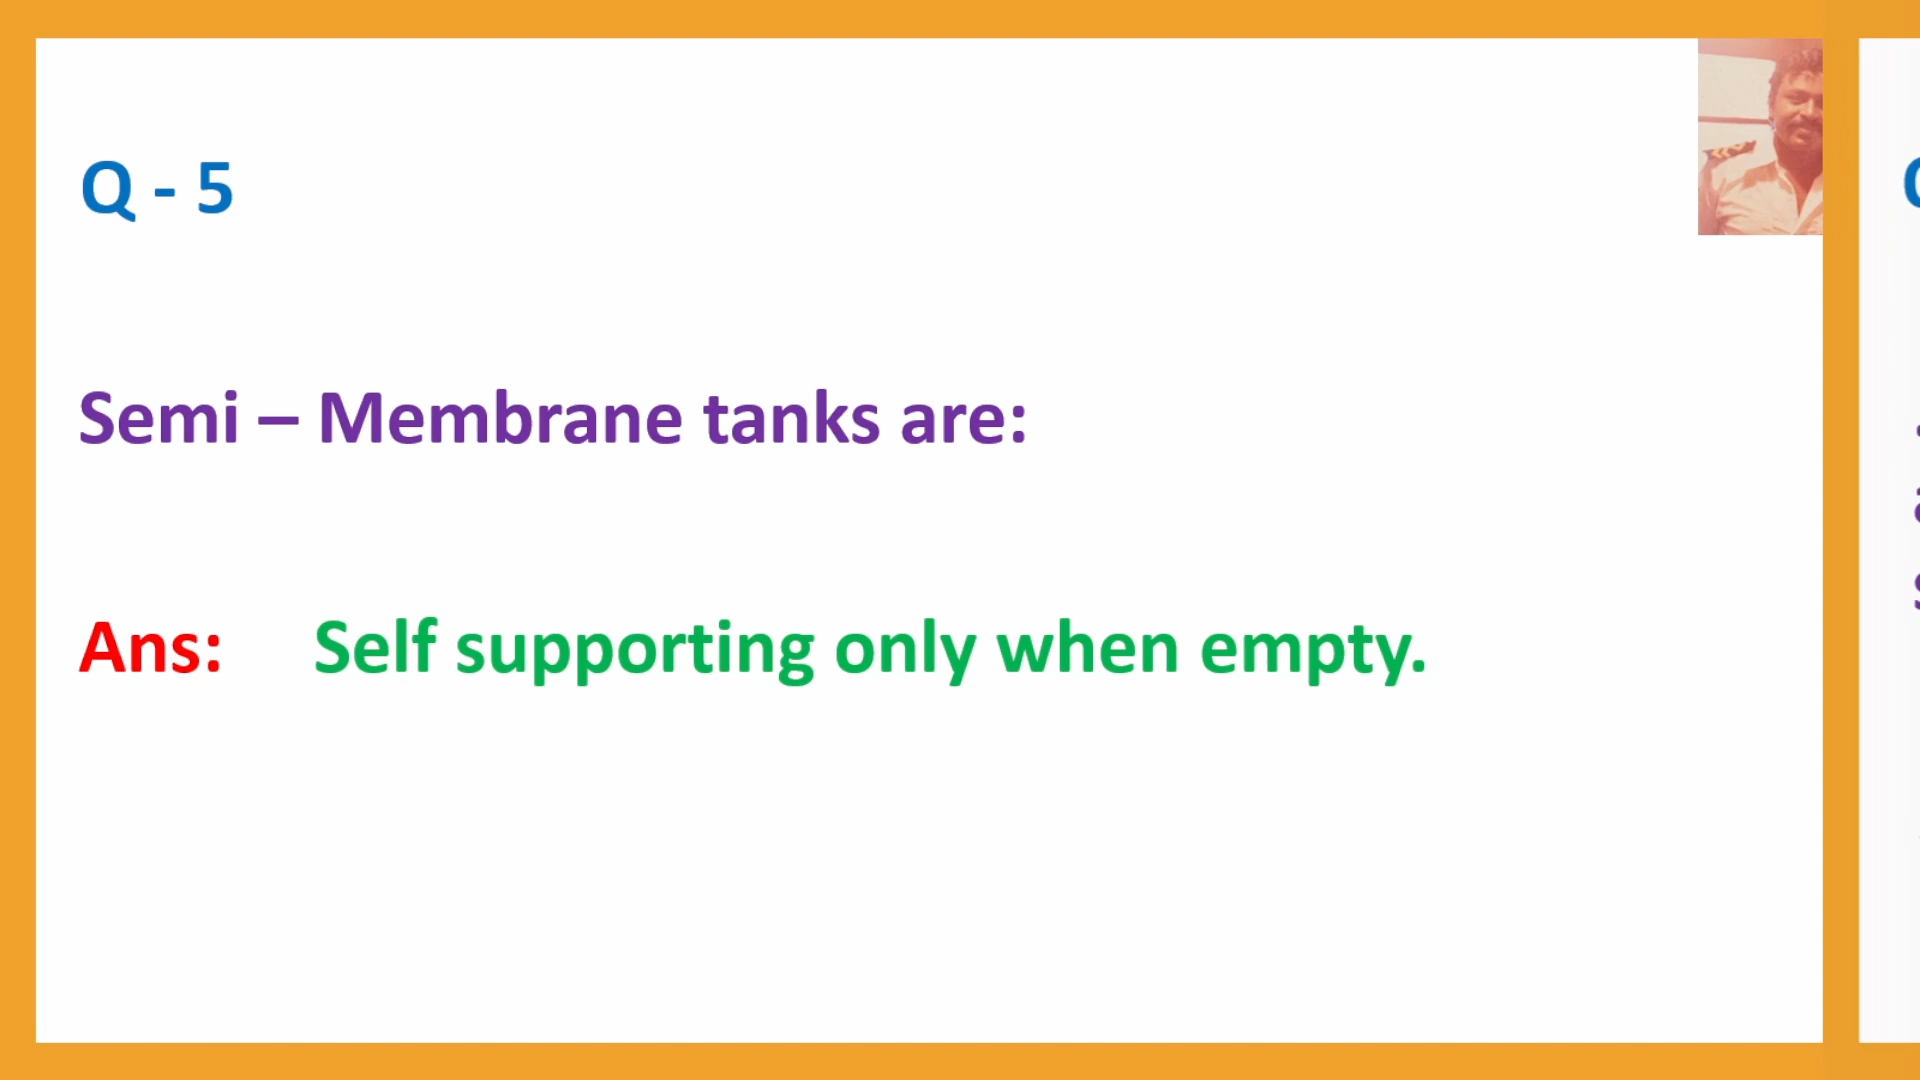 Q - 5
Semi – Membrane tanks are:
Ans: Self supporting only when empty.